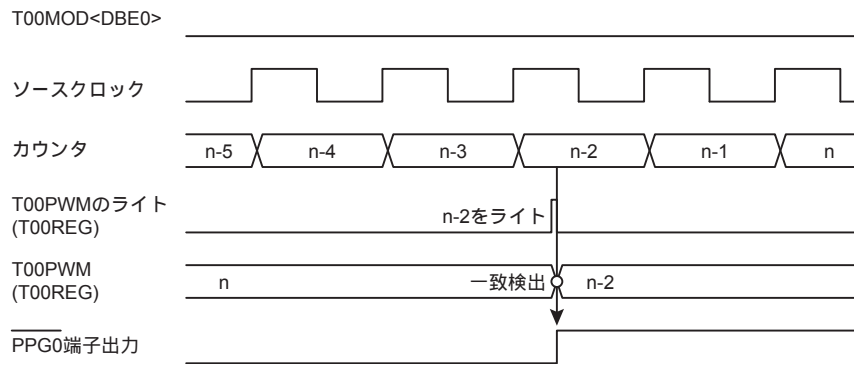 T00MOD<DBE0>
ソースクロック
カウンタ n-5 n-4 n-3 n-2 n-1 n
T00PWMのライト
(T00REG)
n-2をライト
T00PWM
(T00REG)
n 一致検出 n-2
PPG0端子出力